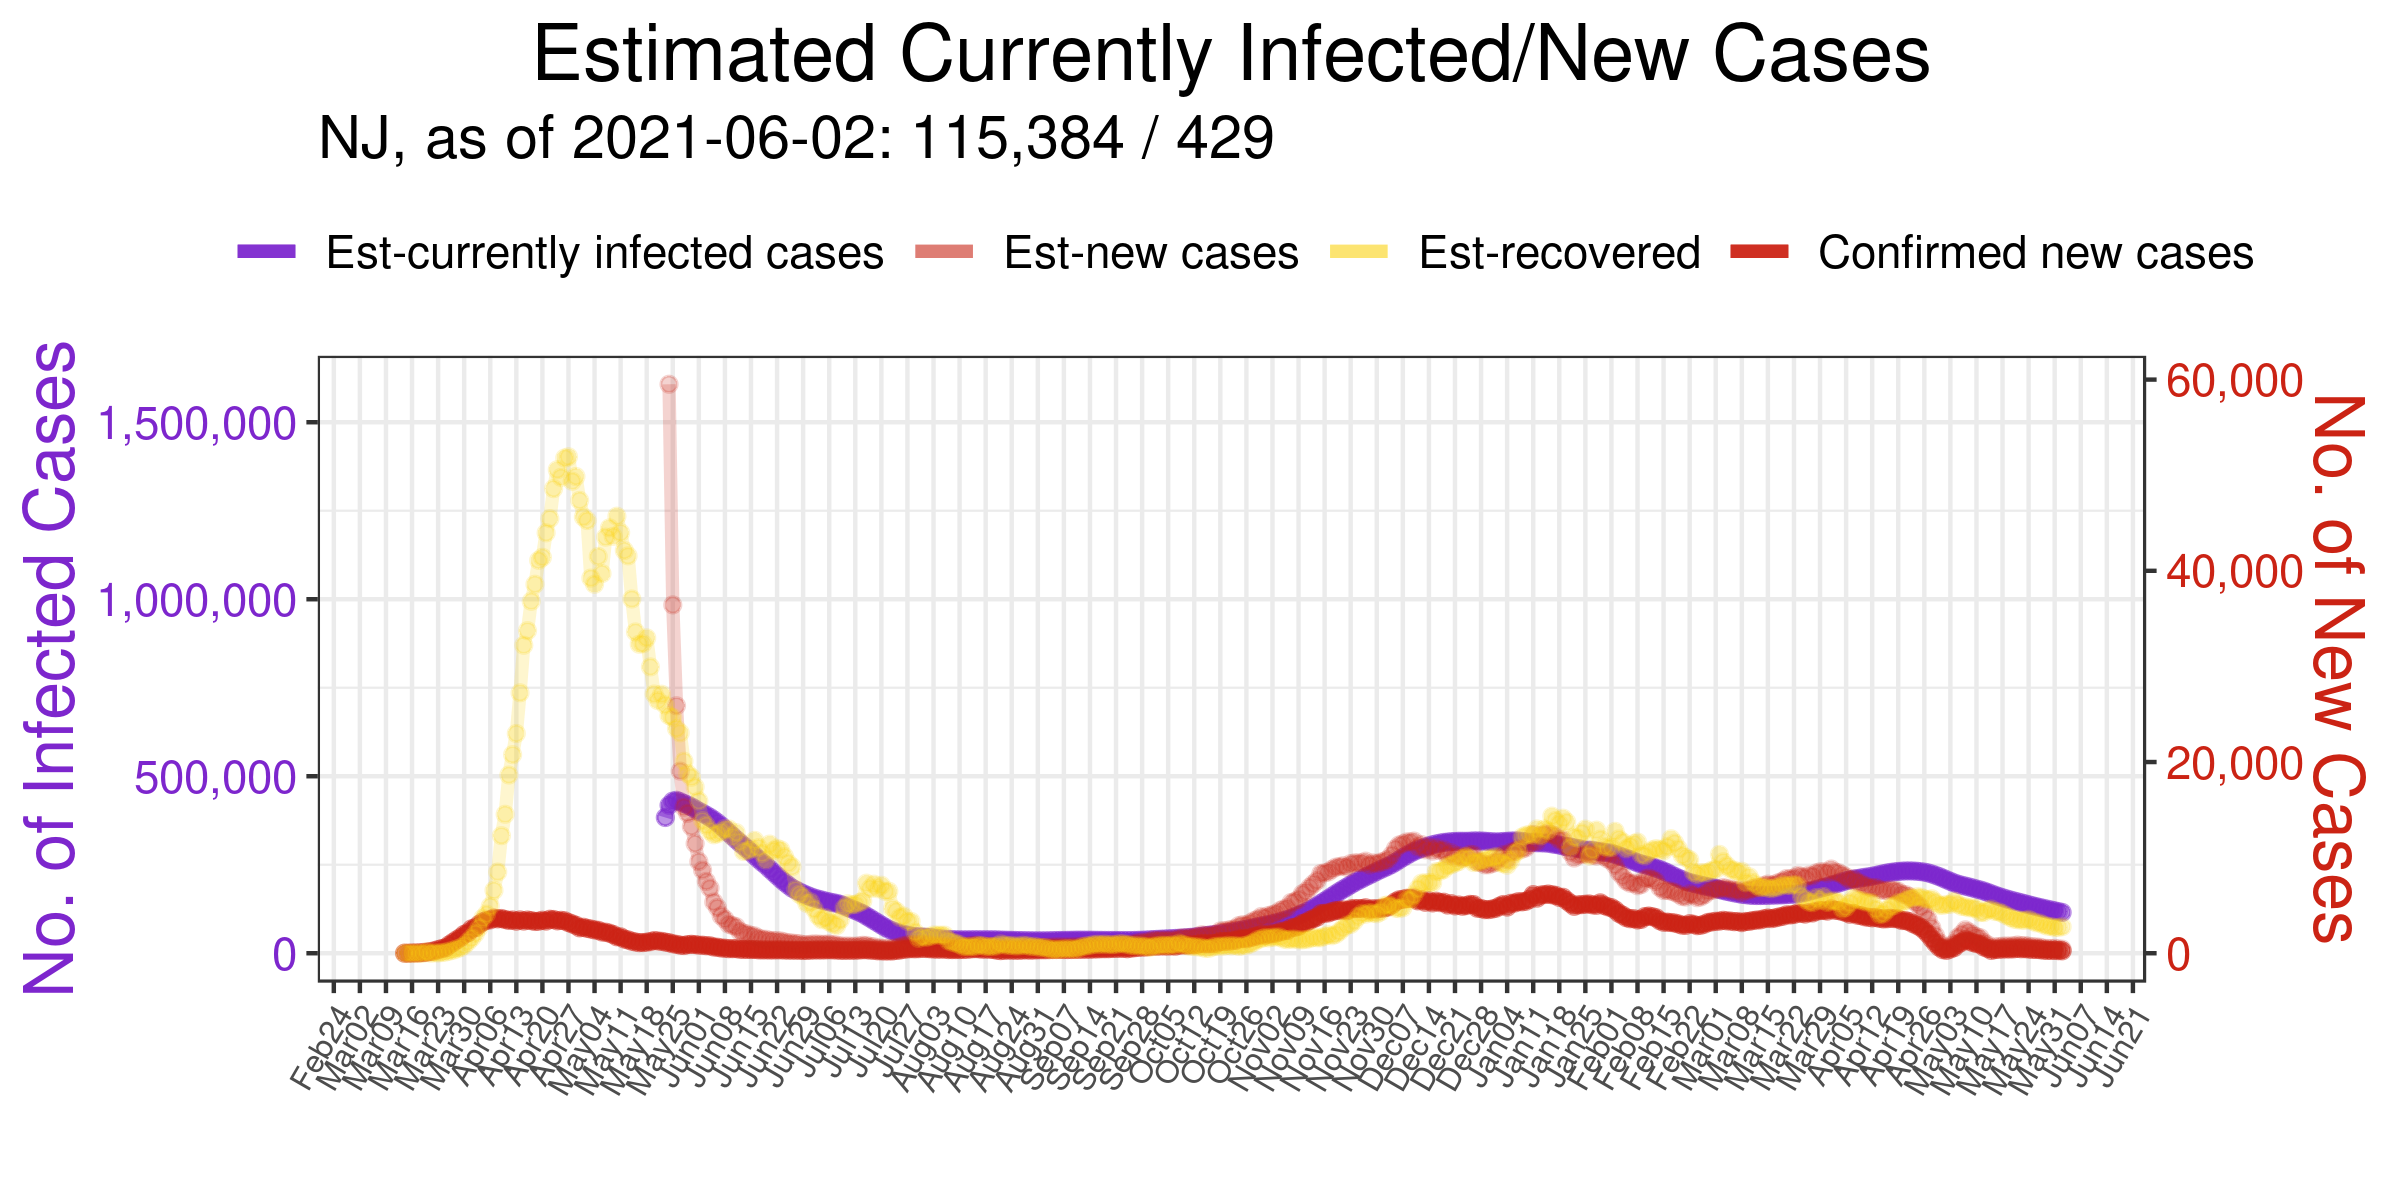 Estimated Currently Infected/New Cases
NJ, as of 2021-06-02: 115,384 / 429
Est-currently infected cases
Est-new cases
Est-recovered
Confirmed new cases
No. of Infected Cases
1,500,000
1,000,000
500,000
0
60,000
40,000
20,000
0
No. of New Cases
Feb24
Mar02
Mar09
Mar16
Mar23
Mar30
Apr06
Apr13
Apr20
Apr27
May04
May11
May18
May25
Jun01
Jun08
Jun15
Jun22
Jun29
Jul06
Jul13
Jul20
Jul27
Aug03
Aug10
Aug17
Aug24
Aug31
Sep07
Sep14
Sep21
Sep28
Oct05
Oct12
Oct19
Oct26
Nov02
Nov09
Nov16
Nov23
Nov30
Dec07
Dec14
Dec21
Dec28
Jan04
Jan11
Jan18
Jan25
Feb01
Feb08
Feb15
Feb22
Mar01
Mar08
Mar15
Mar22
Mar29
Apr05
Apr12
Apr19
Apr26
May03
May10
May17
May24
May31
Jun07
Jun14
Jun21